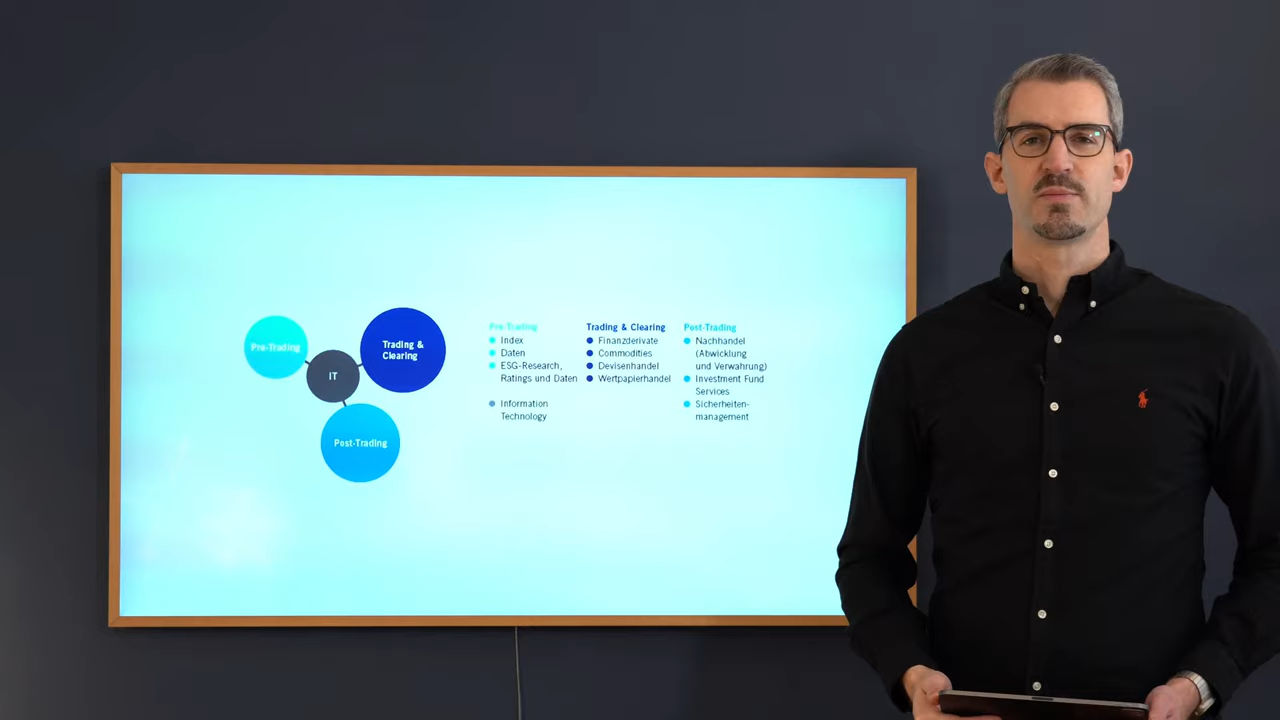 Pre-Trading
Trading &
Clearing
IT
Post-Trading
Pre-Trading
Index
Daten
ESG-Research,
Ratings und Daten
Information
Technology
Trading & Clearing
Finanzderivate
Commodities
Devisenhandel
Wertpapierhandel
Post-Trading
Nachhandel
(Abwicklung
und Verwahrung)
Investment Fund
Services
Sicherheiten-
management